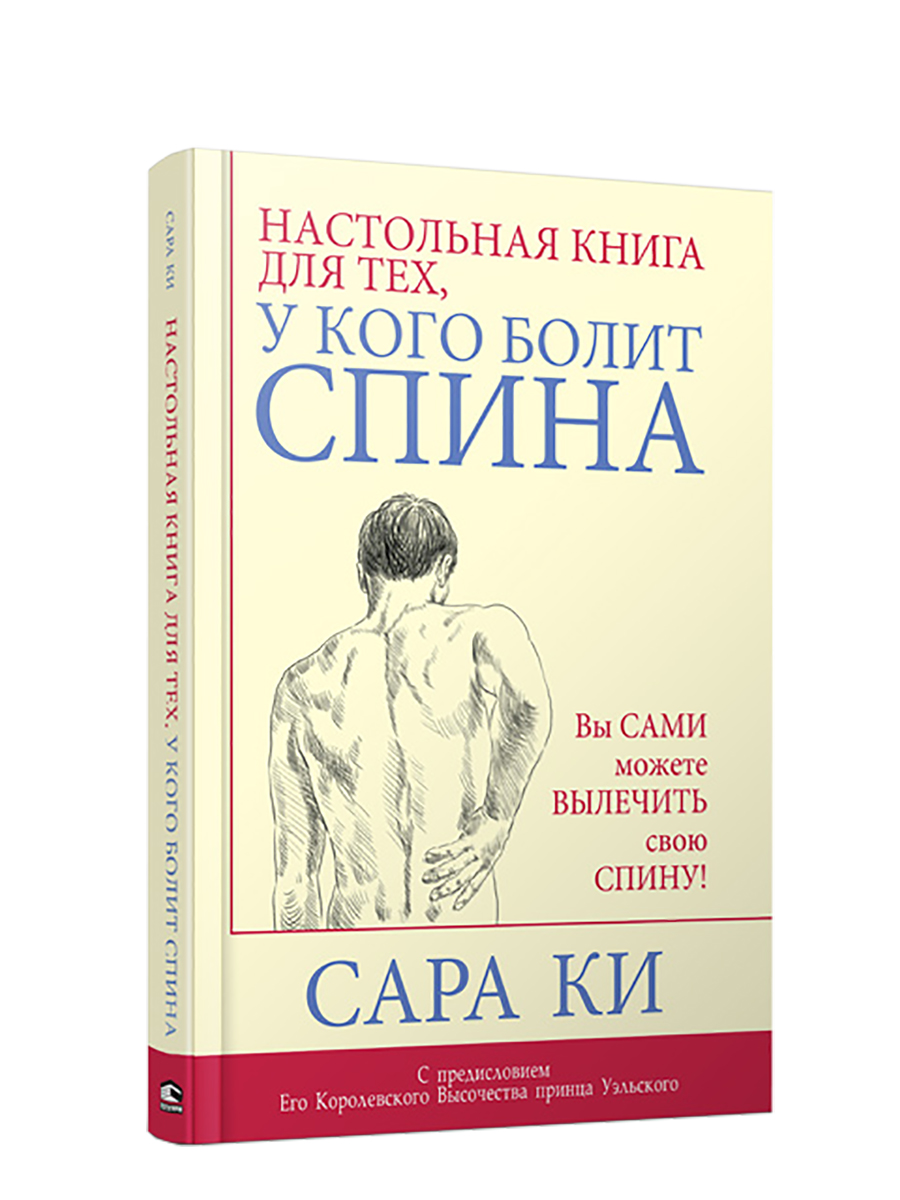 НАСТОЛЬНАЯ КНИГА
ДЛЯ ТЕХ,
У КОГО БОЛИТ
СПИНА
Вы САМИ
можете
ВЫЛЕЧИТЬ
свою
СПИНУ!
САРА КИ
С предисловием
Его Королевского Высочества принца Уэльского
САРА КИ НАСТОЛЬНАЯ КНИГА ДЛЯ ТЕХ, У КОГО БОЛИТ СПИНА